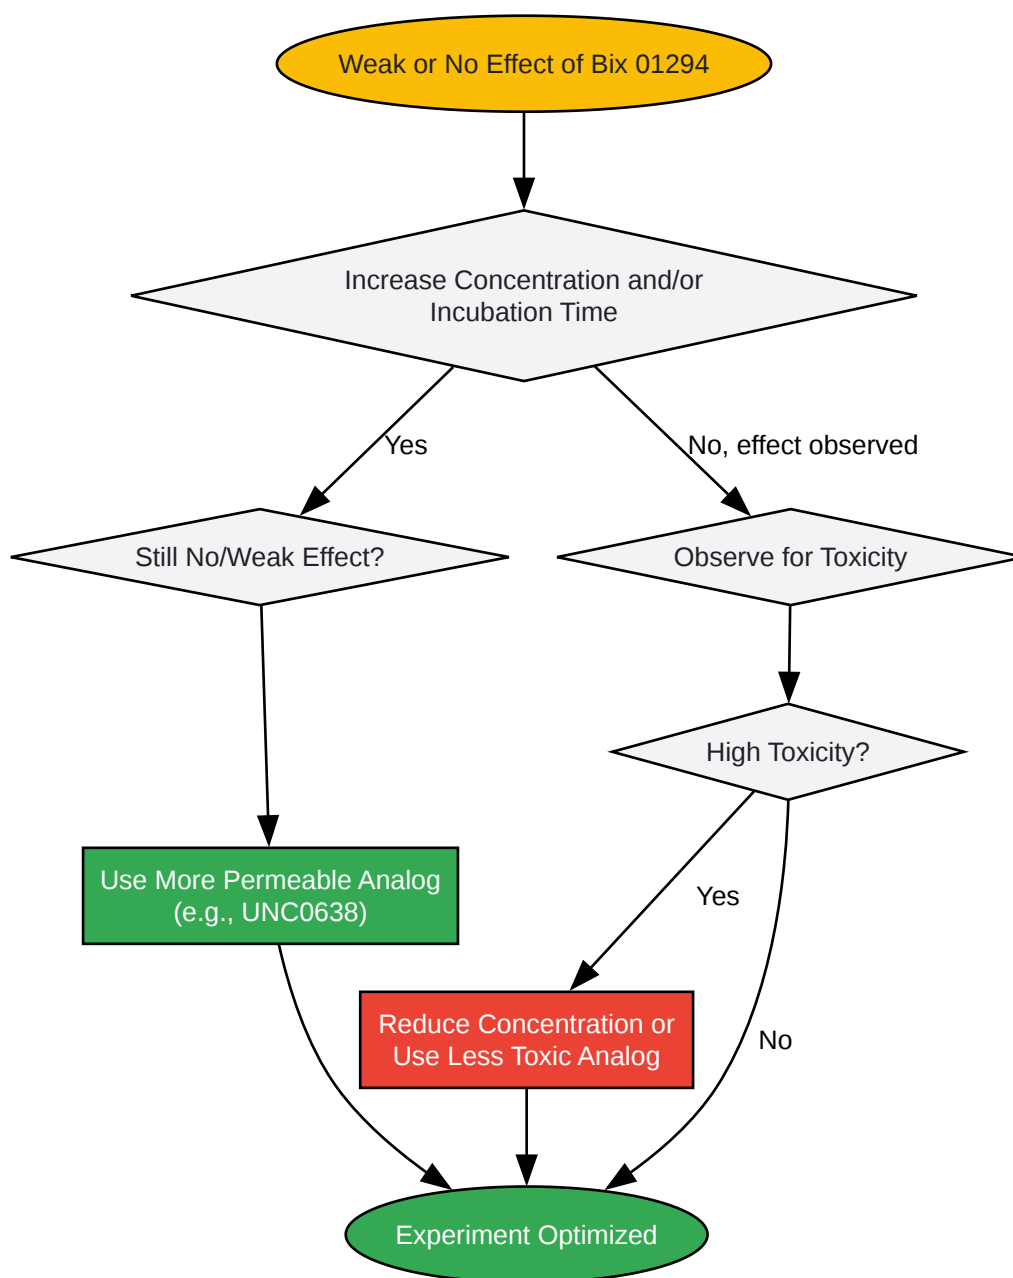 Weak or No Effect of Bix 01294
Increase Concentration and/or
Incubation Time
Yes
No, effect observed
Still No/Weak Effect?
Observe for Toxicity
High Toxicity?
Use More Permeable Analog
(e.g., UNC0638)
Yes
Reduce Concentration or
Use Less Toxic Analog
No
Experiment Optimized